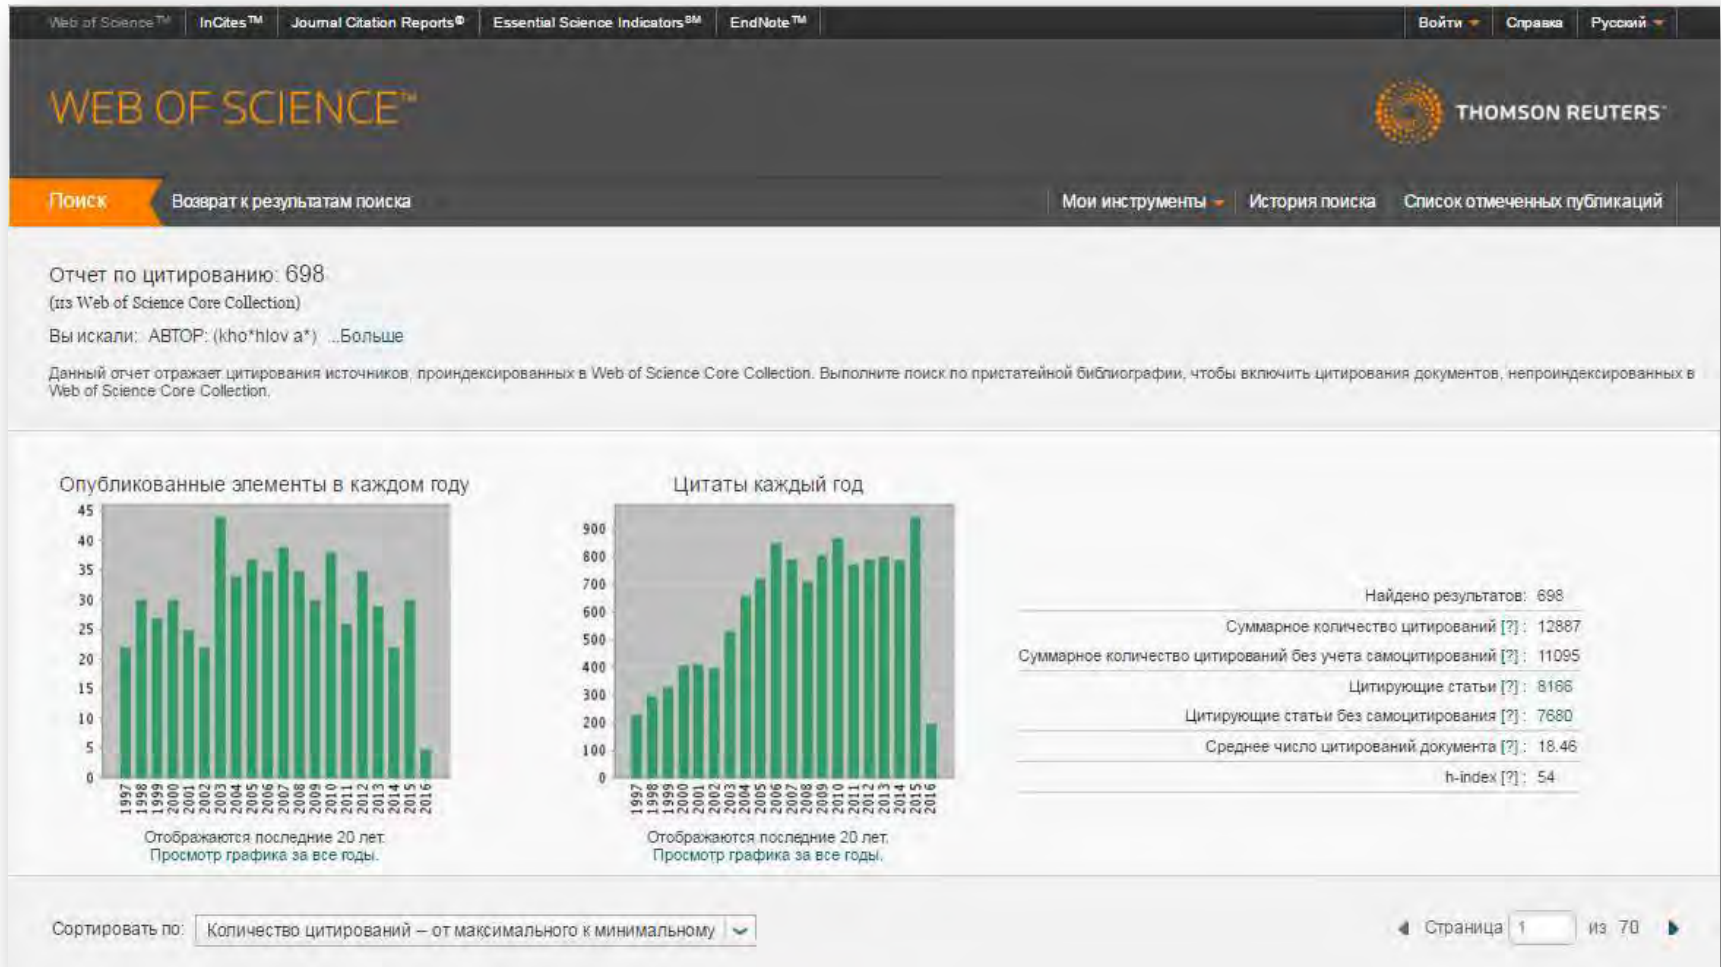 Web of Science™ InCites™ Journal Citation Reports® Essential Science Indicators℠ EndNote™ Войти Справка Русский
WEB OF SCIENCE™ THOMSON REUTERS™
Поиск Возврат к результатам поиска Мои инструменты История поиска Список отмеченных публикаций
Отчет по цитированию: 698
(из Web of Science Core Collection)
Вы искали: АВТОР: (kho*hlov a*) ...Больше
Данный отчет отражает цитирования источников, проиндексированных в Web of Science Core Collection. Выполните поиск по пристатейной библиографии, чтобы включить цитирования документов, непроиндексированных в
Web of Science Core Collection.
Опубликованные элементы в каждом году
45
40
35
30
25
20
15
10
5
0
1997 1998 1999 2000 2001 2002 2003 2004 2005 2006 2007 2008 2009 2010 2011 2012 2013 2014 2015 2016
Отображаются последние 20 лет.
Просмотр графика за все годы.
Цитаты каждый год
900
800
700
600
500
400
300
200
100
0
1997 1998 1999 2000 2001 2002 2003 2004 2005 2006 2007 2008 2009 2010 2011 2012 2013 2014 2015 2016
Отображаются последние 20 лет.
Просмотр графика за все годы.
Найдено результатов: 698
Суммарное количество цитирований [?] : 12887
Суммарное количество цитирований без учета самоцитирований [?] : 11095
Цитирующие статьи [?] : 8166
Цитирующие статьи без самоцитирования [?] : 7680
Среднее число цитирований документа [?] : 18.46
h-index [?] : 54
Сортировать по: Количество цитирований – от максимального к минимальному Страница 1 из 70